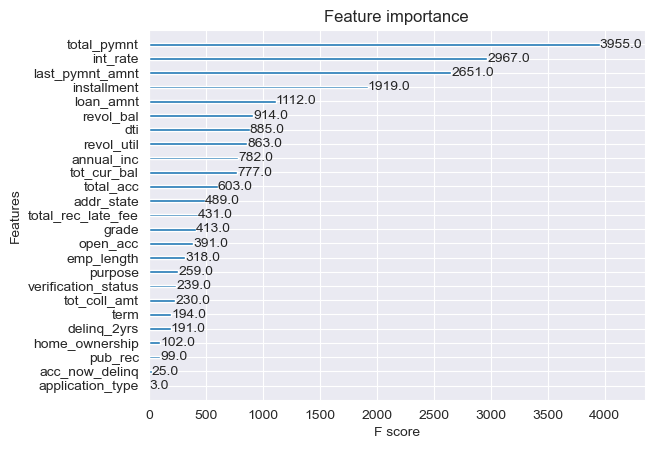 Feature importance
Features
total_pymnt 3955.0
int_rate 2967.0
last_pymnt_amnt 2651.0
installment 1919.0
loan_amnt 1112.0
revol_bal 914.0
dti 885.0
revol_util 863.0
annual_inc 782.0
tot_cur_bal 777.0
total_acc 603.0
addr_state 489.0
total_rec_late_fee 431.0
grade 413.0
open_acc 391.0
emp_length 318.0
purpose 259.0
verification_status 239.0
tot_coll_amt 230.0
term 194.0
delinq_2yrs 191.0
home_ownership 102.0
pub_rec 99.0
acc_now_delinq 25.0
application_type 3.0
0 500 1000 1500 2000 2500 3000 3500 4000
F score